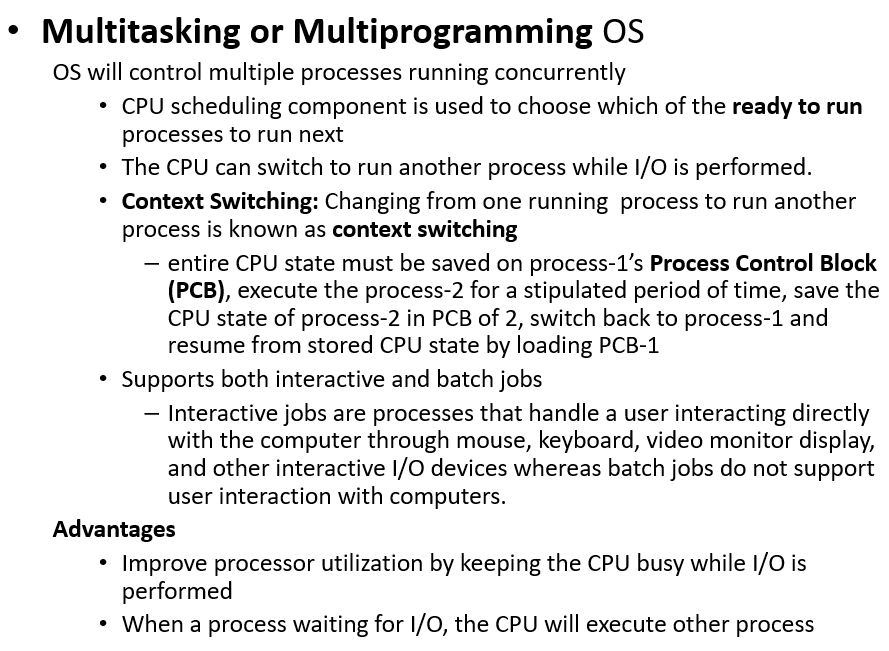 • Multitasking or Multiprogramming OS
OS will control multiple processes running concurrently
• CPU scheduling component is used to choose which of the ready to run
processes to run next
• The CPU can switch to run another process while I/O is performed.
• Context Switching: Changing from one running  process to run another
process is known as context switching
– entire CPU state must be saved on process-1’s Process Control Block
(PCB), execute the process-2 for a stipulated period of time, save the
CPU state of process-2 in PCB of 2, switch back to process-1 and
resume from stored CPU state by loading PCB-1
• Supports both interactive and batch jobs
– Interactive jobs are processes that handle a user interacting directly
with the computer through mouse, keyboard, video monitor display,
and other interactive I/O devices whereas batch jobs do not support
user interaction with computers.
Advantages
• Improve processor utilization by keeping the CPU busy while I/O is
performed
• When a process waiting for I/O, the CPU will execute other process